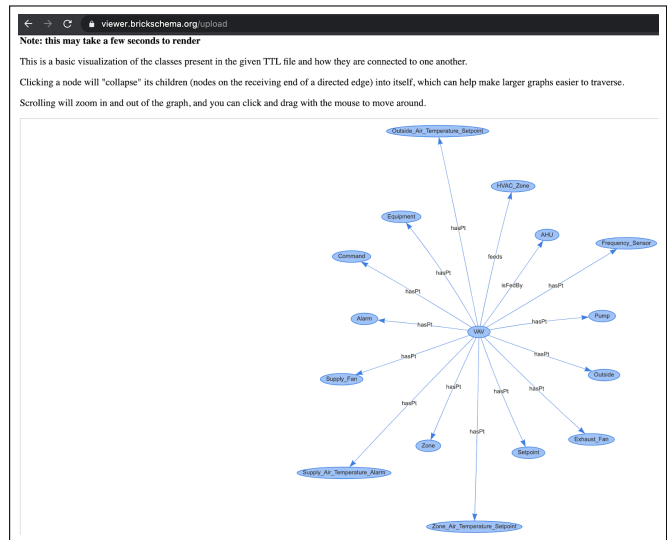 viewer.brickschema.org/upload
Note: this may take a few seconds to render
This is a basic visualization of the classes present in the given TTL file and how they are connected to one another.
Clicking a node will "collapse" its children (nodes on the receiving end of a directed edge) into itself, which can help make larger graphs easier to traverse.
Scrolling will zoom in and out of the graph, and you can click and drag with the mouse to move around.
Outside_Air_Temperature_Setpoint
HVAC_Zone
Equipment
hasPt
AHU
Frequency_Sensor
Command
feeds
hasPt
isFedBy
hasPt
hasPt
Alarm
hasPt
Pump
hasPt
VAV
hasPt
hasPt
Supply_Fan
Outside
hasPt
hasPt
hasPt
hasPt
hasPt
Zone
Exhaust_Fan
Setpoint
Supply_Air_Temperature_Alarm
Zone_Air_Temperature_Setpoint